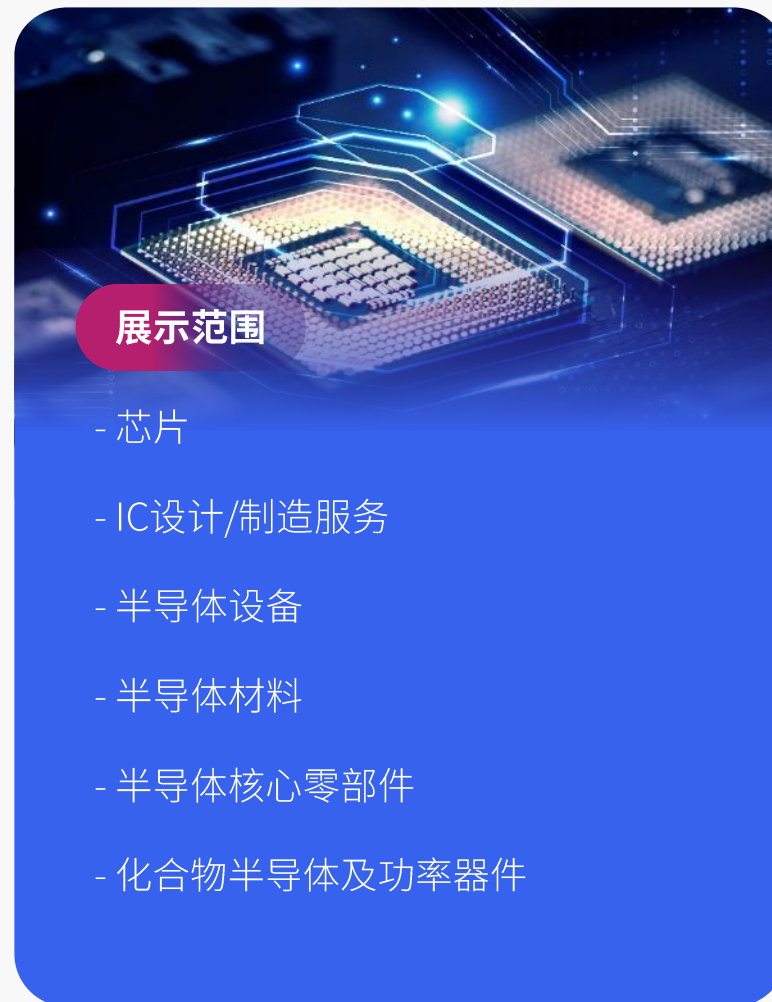 展示范围
- 芯片
- IC设计/制造服务
- 半导体设备
- 半导体材料
- 半导体核心零部件
- 化合物半导体及功率器件